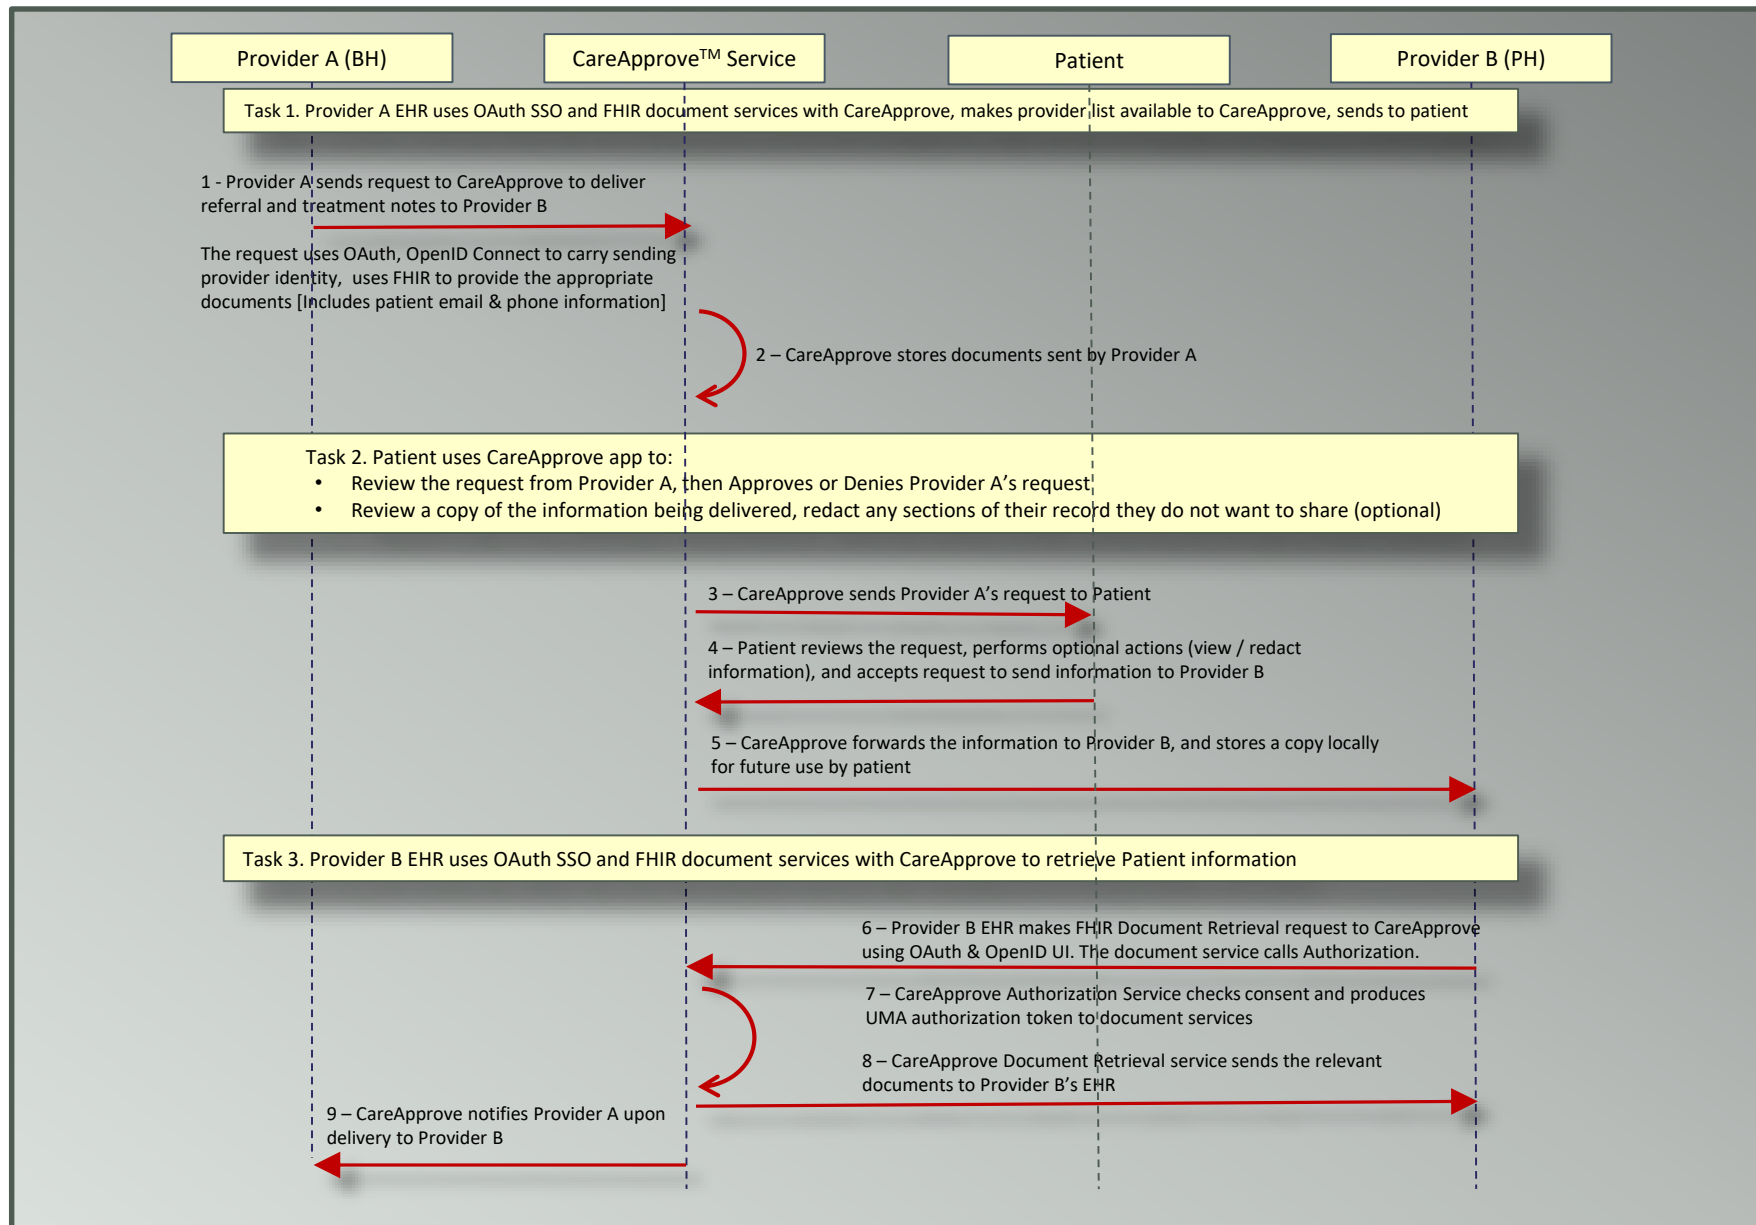 Provider A (BH)
CareApprove™ Service
Patient
Provider B (PH)
Task 1. Provider A EHR uses OAuth SSO and FHIR document services with CareApprove, makes provider list available to CareApprove, sends to patient
1 - Provider A sends request to CareApprove to deliver
referral and treatment notes to Provider B
The request uses OAuth, OpenID Connect to carry sending
provider identity, uses FHIR to provide the appropriate
documents [Includes patient email & phone information]
2 – CareApprove stores documents sent by Provider A
Task 2. Patient uses CareApprove app to:
• Review the request from Provider A, then Approves or Denies Provider A’s request
• Review a copy of the information being delivered, redact any sections of their record they do not want to share (optional)
3 – CareApprove sends Provider A’s request to Patient
4 – Patient reviews the request, performs optional actions (view / redact
information), and accepts request to send information to Provider B
5 – CareApprove forwards the information to Provider B, and stores a copy locally
for future use by patient
Task 3. Provider B EHR uses OAuth SSO and FHIR document services with CareApprove to retrieve Patient information
6 – Provider B EHR makes FHIR Document Retrieval request to CareApprove
using OAuth & OpenID UI. The document service calls Authorization.
7 – CareApprove Authorization Service checks consent and produces
UMA authorization token to document services
8 – CareApprove Document Retrieval service sends the relevant
documents to Provider B’s EHR
9 – CareApprove notifies Provider A upon
delivery to Provider B